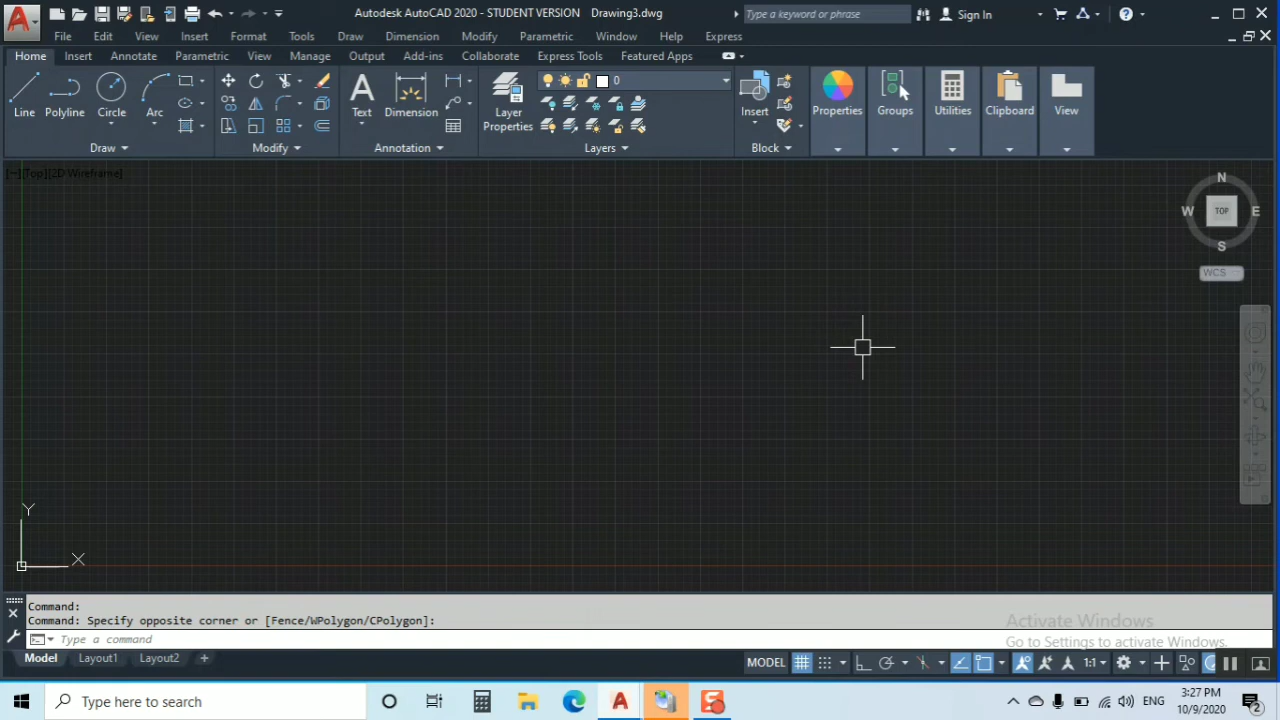 Autodesk AutoCAD 2020 - STUDENT VERSION Drawing3.dwg
Type a keyword or phrase
Sign In
File Edit View Insert Format Tools Draw Dimension Modify Parametric Window Help Express
Home Insert Annotate Parametric View Manage Output Add-ins Collaborate Express Tools Featured Apps
0
Line Polyline Circle Arc
Text Dimension
Layer
Properties
Insert
Properties Groups Utilities Clipboard View
Draw Modify Annotation Layers Block
[−][Top][2D Wireframe]
N
W TOP E
S
WCS
Y
X
Command:
Command: Specify opposite corner or [Fence/WPolygon/CPolygon]:
Type a command
Activate Windows
Go to Settings to activate Windows.
Model Layout1 Layout2 +
MODEL
1:1
Type here to search
ENG
3:27 PM
10/9/2020
2